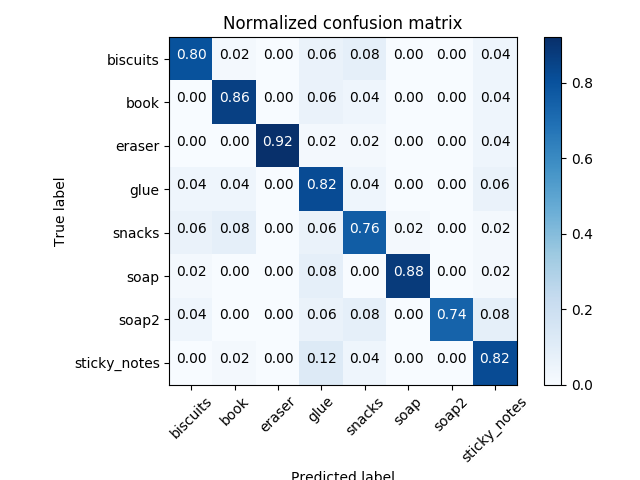 Normalized confusion matrix
biscuits 0.80 0.02 0.00 0.06 0.08 0.00 0.00 0.04
book 0.00 0.86 0.00 0.06 0.04 0.00 0.00 0.04
eraser 0.00 0.00 0.92 0.02 0.02 0.00 0.00 0.04
glue 0.04 0.04 0.00 0.82 0.04 0.00 0.00 0.06
snacks 0.06 0.08 0.00 0.06 0.76 0.02 0.00 0.02
soap 0.02 0.00 0.00 0.08 0.00 0.88 0.00 0.02
soap2 0.04 0.00 0.00 0.06 0.08 0.00 0.74 0.08
sticky_notes 0.00 0.02 0.00 0.12 0.04 0.00 0.00 0.82
True label
biscuits book eraser glue snacks soap soap2 sticky_notes
Predicted label
0.8
0.6
0.4
0.2
0.0